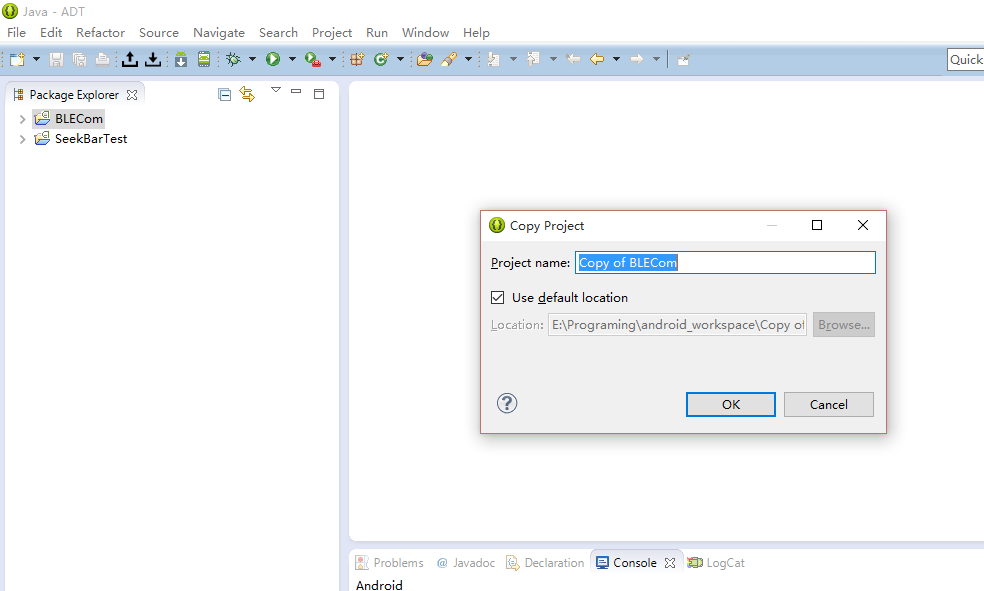 Java - ADT
File Edit Refactor Source Navigate Search Project Run Window Help
Quick
Package Explorer
BLECom
SeekBarTest
Copy Project
Project name: Copy of BLECom
Use default location
Location: E:\Programing\android_workspace\Copy of Browse...
? OK Cancel
Problems @ Javadoc Declaration Console LogCat
Android